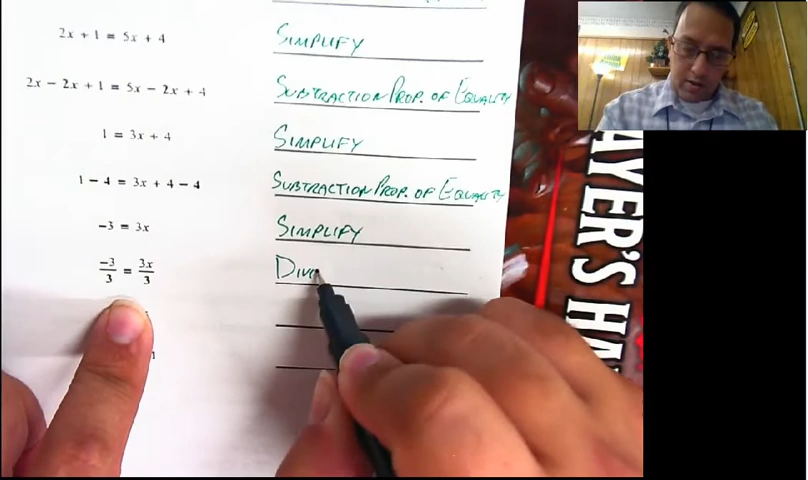 2x + 1 = 5x + 4
SIMPLIFY
2x − 2x + 1 = 5x − 2x + 4
SUBTRACTION PROP. OF EQUALITY
1 = 3x + 4
SIMPLIFY
1 − 4 = 3x + 4 − 4
SUBTRACTION PROP. OF EQUALITY
−3 = 3x
SIMPLIFY
−3/3 = 3x/3